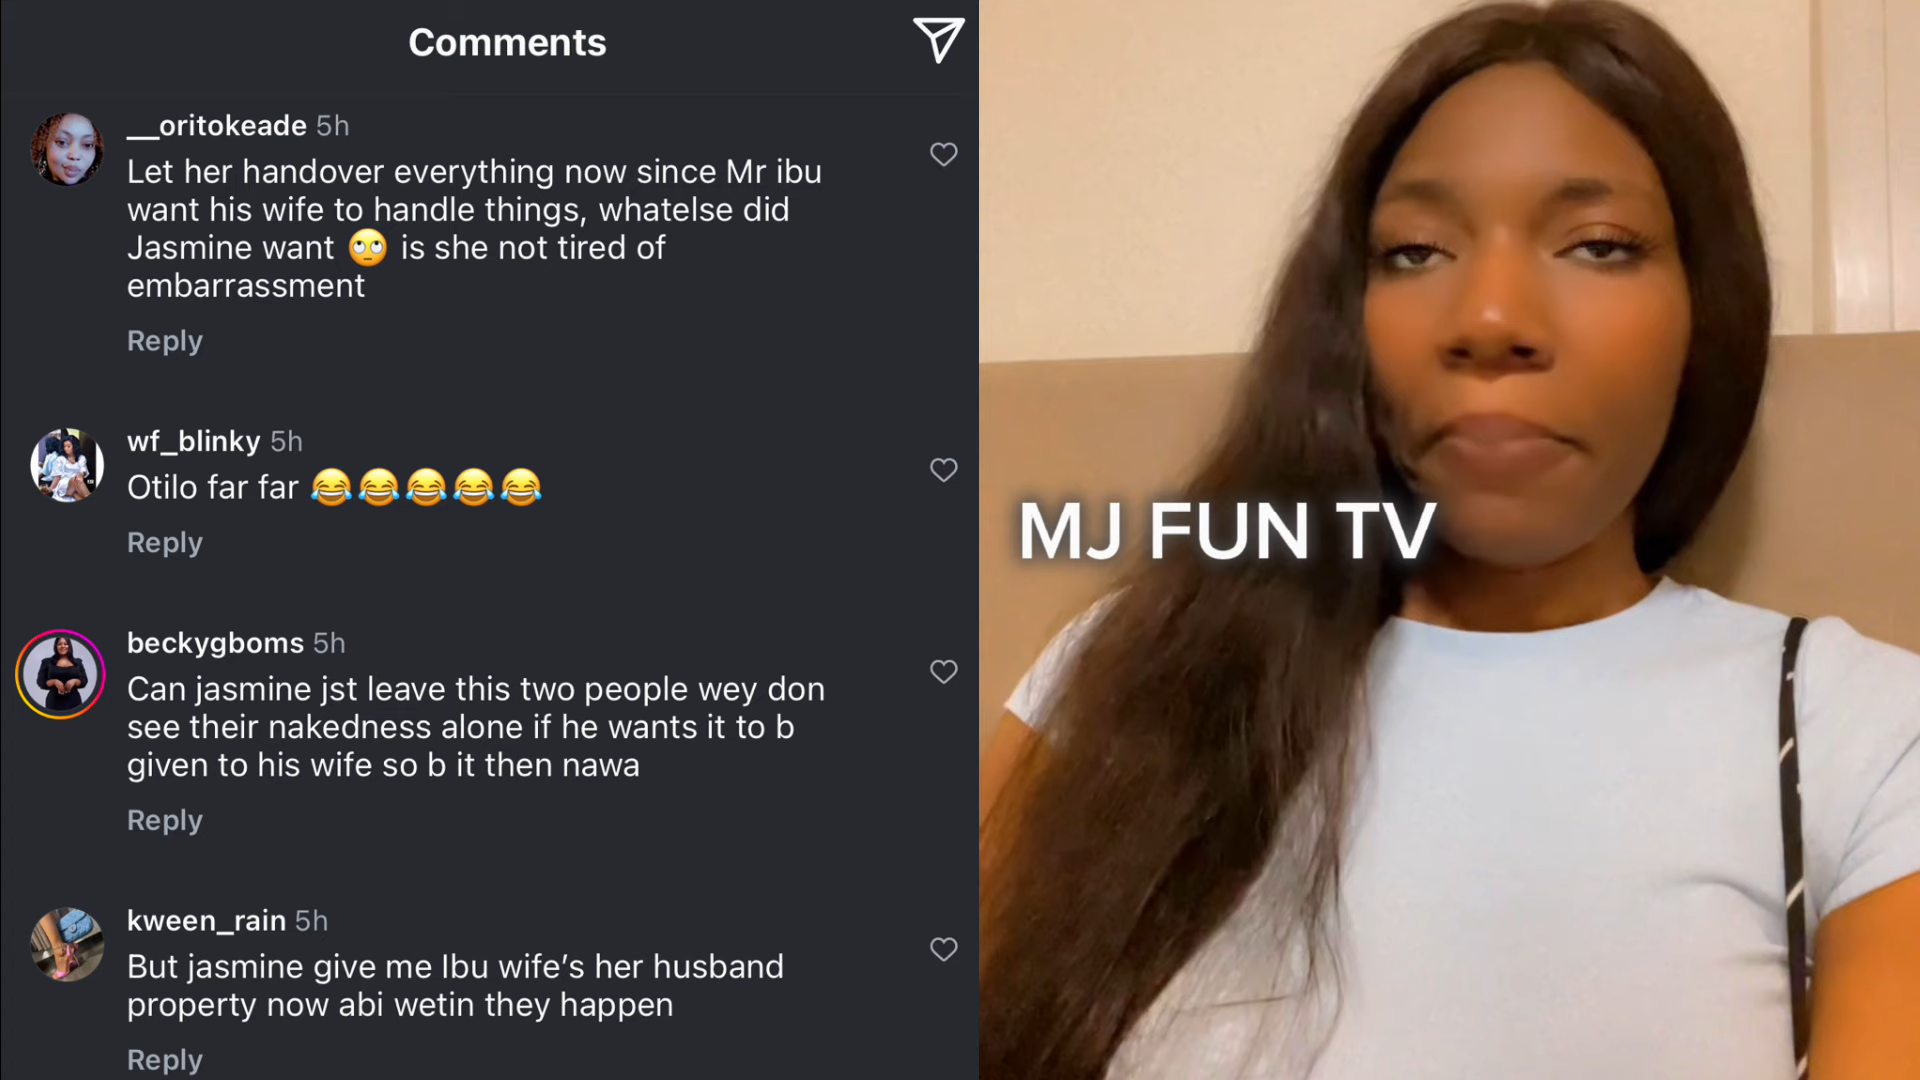 Comments
__oritokeade 5h
Let her handover everything now since Mr ibu
want his wife to handle things, whatelse did
Jasmine want 🙄 is she not tired of
embarrassment
Reply
wf_blinky 5h
Otilo far far 😂😂😂😂😂
Reply
beckygboms 5h
Can jasmine jst leave this two people wey don
see their nakedness alone if he wants it to b
given to his wife so b it then nawa
Reply
kween_rain 5h
But jasmine give me Ibu wife’s her husband
property now abi wetin they happen
Reply
MJ FUN TV